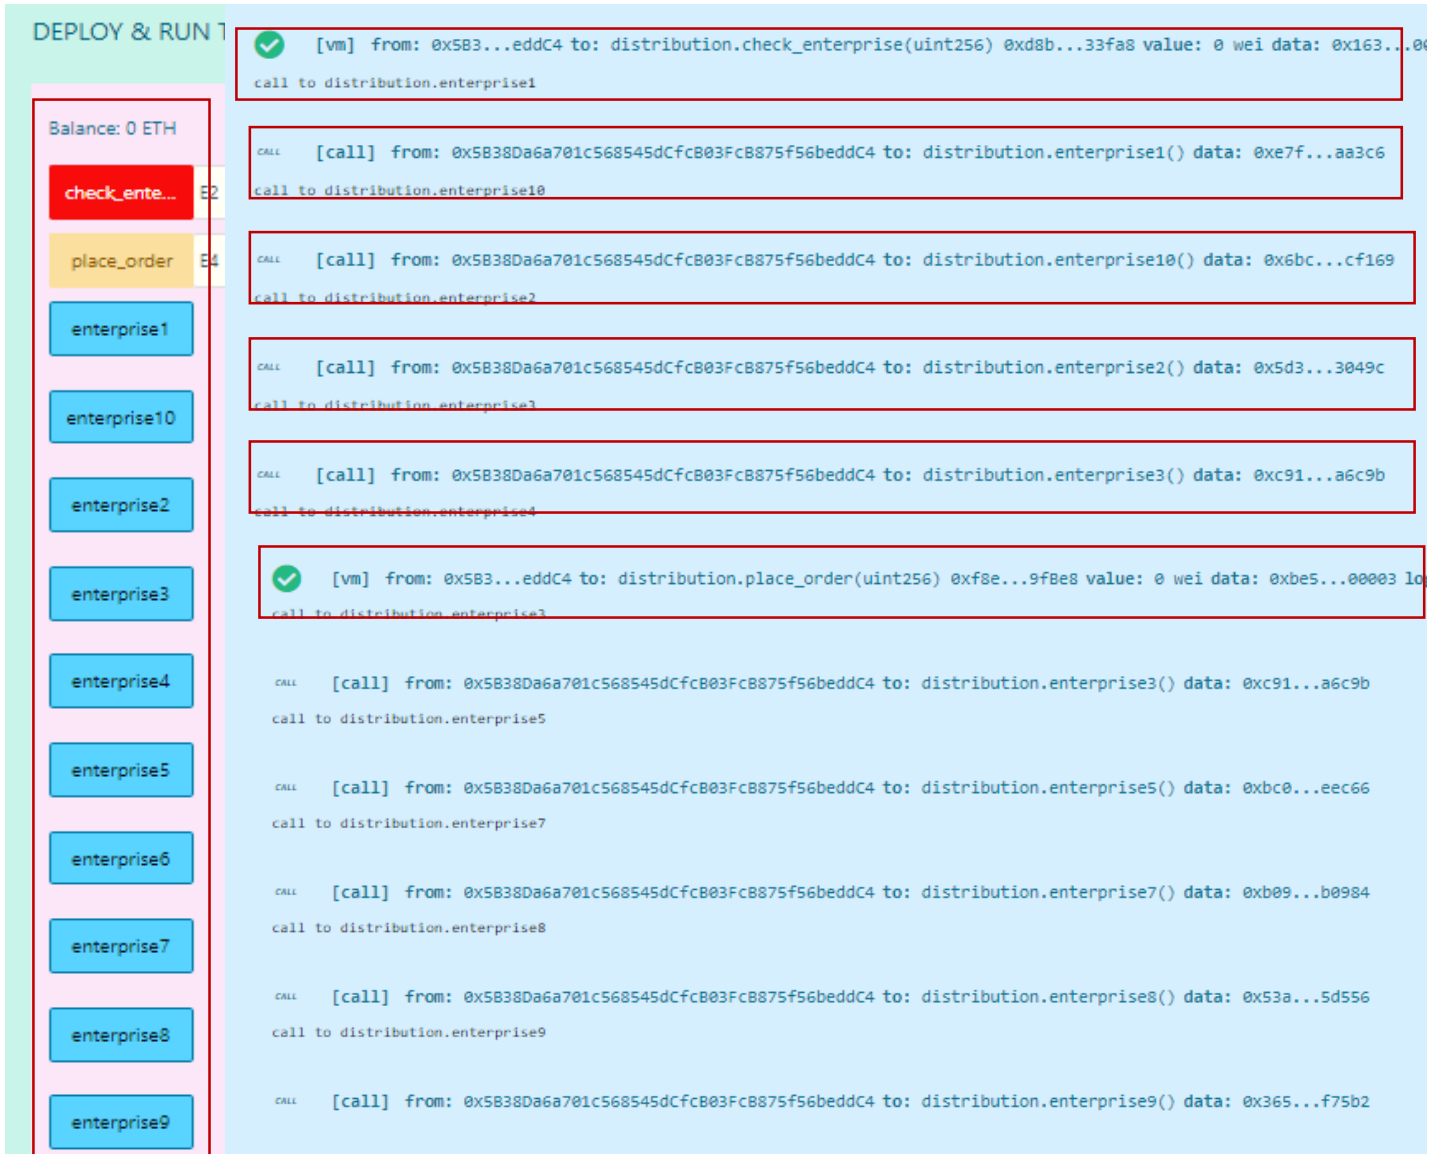 DEPLOY & RUN T
Balance: 0 ETH
check_ente...
E2
place_order
E4
enterprise1
enterprise10
enterprise2
enterprise3
enterprise4
enterprise5
enterprise6
enterprise7
enterprise8
enterprise9
[vm] from: 0x5B3...eddC4 to: distribution.check_enterprise(uint256) 0xd8b...33fa8 value: 0 wei data: 0x163...00
call to distribution.enterprise1
CALL [call] from: 0x5B38Da6a701c568545dCfcB03FcB875f56beddC4 to: distribution.enterprise1() data: 0xe7f...aa3c6
call to distribution.enterprise10
CALL [call] from: 0x5B38Da6a701c568545dCfcB03FcB875f56beddC4 to: distribution.enterprise10() data: 0x6bc...cf169
call to distribution.enterprise2
CALL [call] from: 0x5B38Da6a701c568545dCfcB03FcB875f56beddC4 to: distribution.enterprise2() data: 0x5d3...3049c
call to distribution.enterprise3
CALL [call] from: 0x5B38Da6a701c568545dCfcB03FcB875f56beddC4 to: distribution.enterprise3() data: 0xc91...a6c9b
call to distribution.enterprise4
[vm] from: 0x5B3...eddC4 to: distribution.place_order(uint256) 0xf8e...9fBe8 value: 0 wei data: 0xbe5...00003 lo
call to distribution.enterprise3
CALL [call] from: 0x5B38Da6a701c568545dCfcB03FcB875f56beddC4 to: distribution.enterprise3() data: 0xc91...a6c9b
call to distribution.enterprise5
CALL [call] from: 0x5B38Da6a701c568545dCfcB03FcB875f56beddC4 to: distribution.enterprise5() data: 0xbc0...eec66
call to distribution.enterprise7
CALL [call] from: 0x5B38Da6a701c568545dCfcB03FcB875f56beddC4 to: distribution.enterprise7() data: 0xb09...b0984
call to distribution.enterprise8
CALL [call] from: 0x5B38Da6a701c568545dCfcB03FcB875f56beddC4 to: distribution.enterprise8() data: 0x53a...5d556
call to distribution.enterprise9
CALL [call] from: 0x5B38Da6a701c568545dCfcB03FcB875f56beddC4 to: distribution.enterprise9() data: 0x365...f75b2